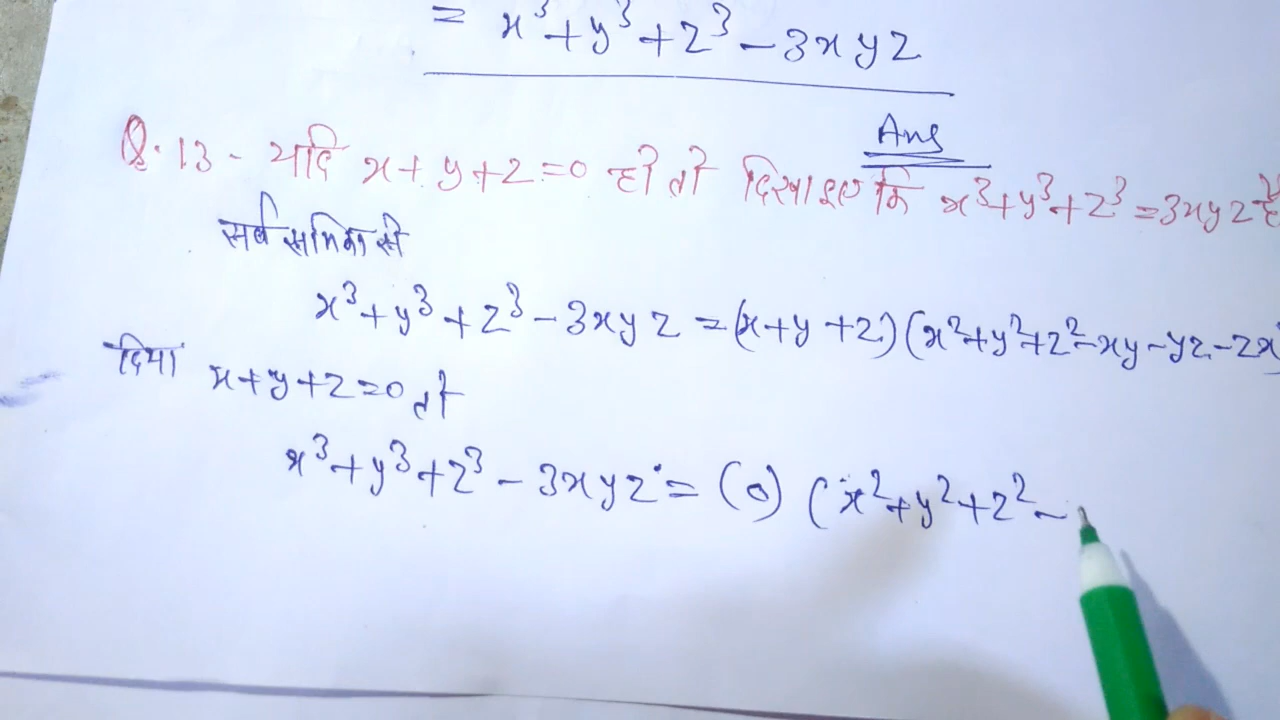 = x³+y³+z³-3xyz
Ans
Q.13 - यदि x+y+z=0 हो तो दिखाइए कि x³+y³+z³=3xyz है
सर्वसमिका से
x³+y³+z³-3xyz=(x+y+z)(x²+y²+z²-xy-yz-zx)
दिया x+y+z=0 तो
x³+y³+z³-3xyz=(0)(x²+y²+z²-